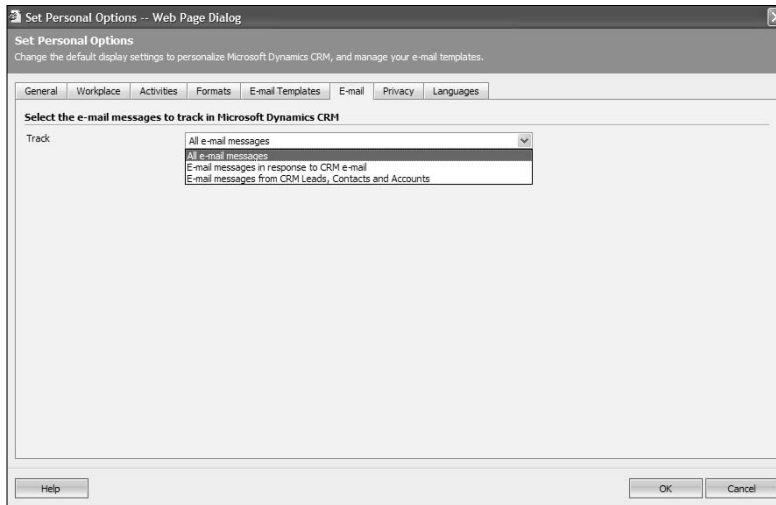 Set Personal Options -- Web Page Dialog
Set Personal Options
Change the default display settings to personalize Microsoft Dynamics CRM, and manage your e-mail templates.
General Workplace Activities Formats E-mail Templates E-mail Privacy Languages
Select the e-mail messages to track in Microsoft Dynamics CRM
Track All e-mail messages
All e-mail messages
E-mail messages in response to CRM e-mail
E-mail messages from CRM Leads, Contacts and Accounts
Help OK Cancel